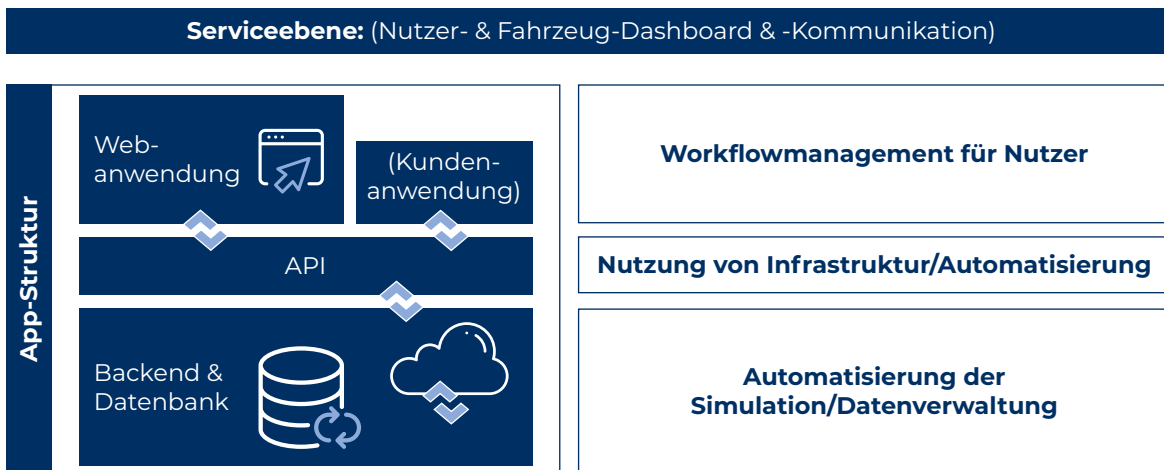 Serviceebene: (Nutzer- & Fahrzeug-Dashboard & -Kommunikation)
App-Struktur
Web-
anwendung
(Kunden-
anwendung)
Workflowmanagement für Nutzer
API
Nutzung von Infrastruktur/Automatisierung
Backend &
Datenbank
Automatisierung der
Simulation/Datenverwaltung